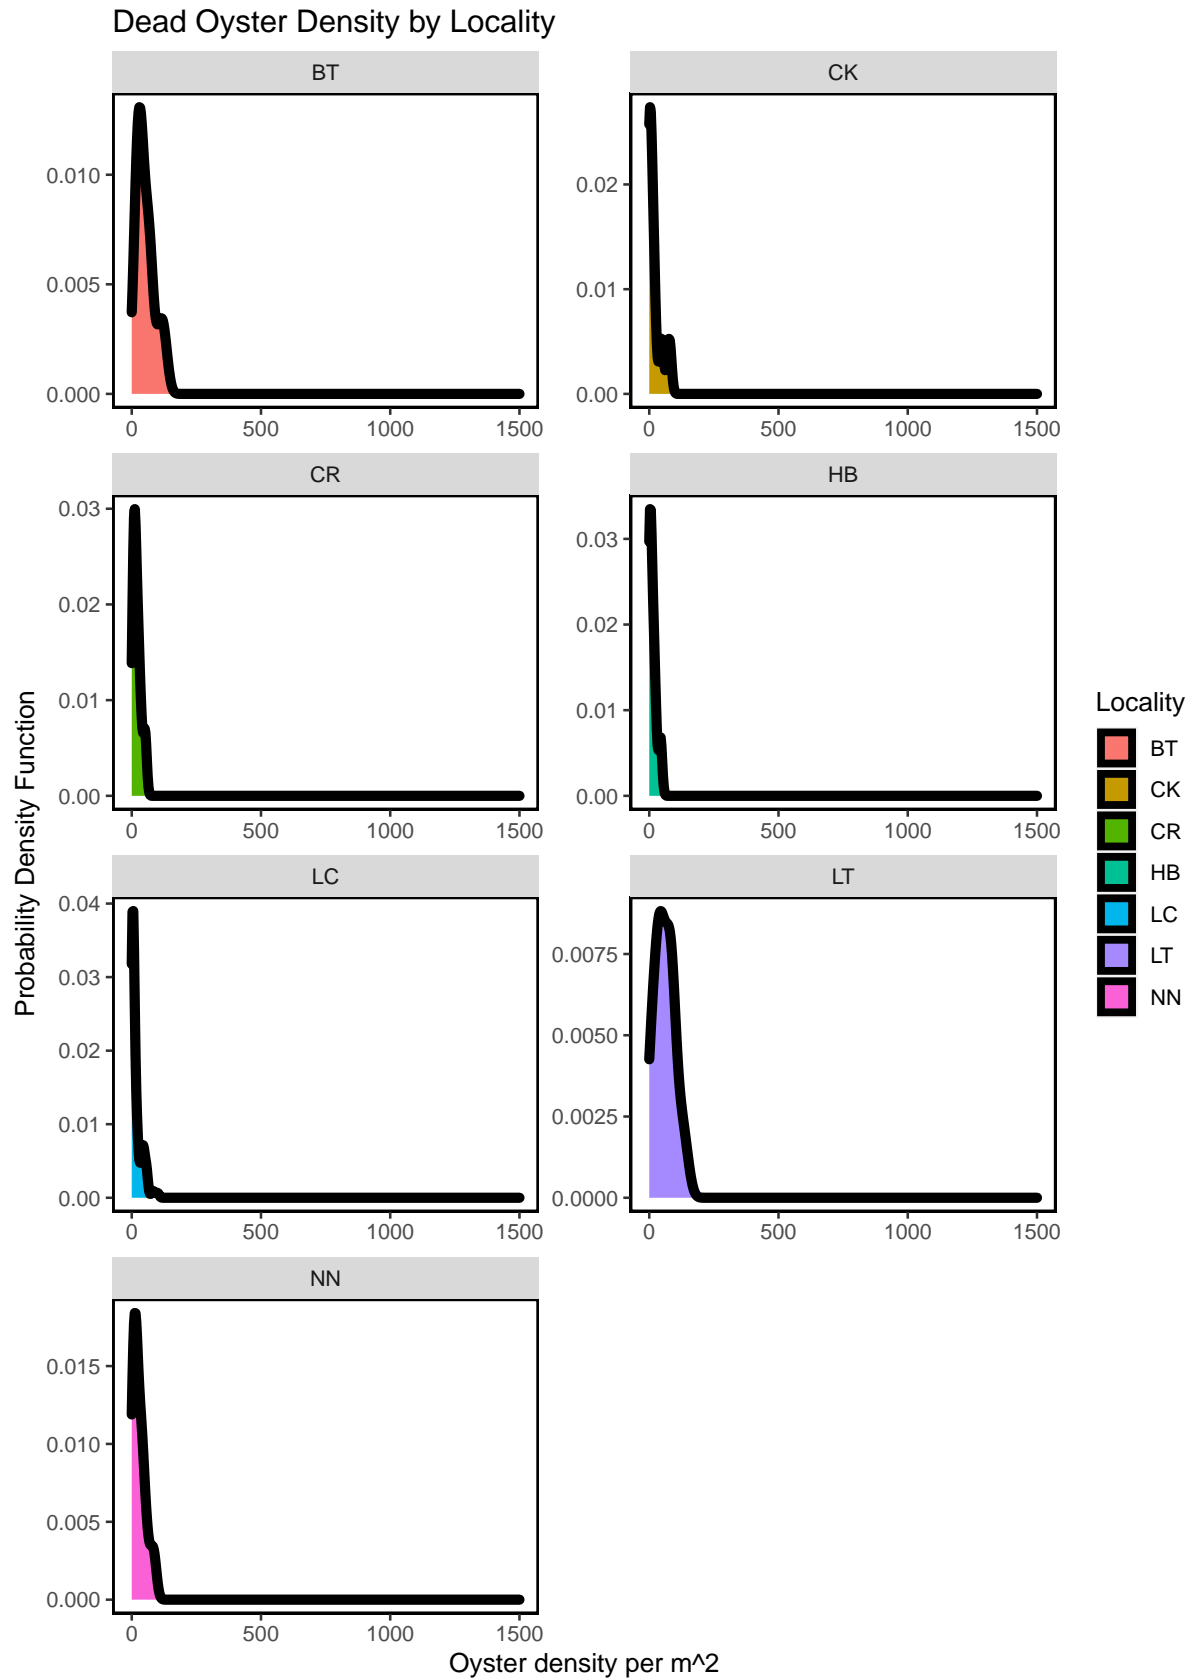 Dead Oyster Density by Locality
BT
CK
0.010
0.005
0.000
0.02
0.01
0.00
0 500 1000 1500
0 500 1000 1500
CR
HB
0.03
0.02
0.01
0.00
0.03
0.02
0.01
0.00
0 500 1000 1500
0 500 1000 1500
LC
LT
0.04
0.03
0.02
0.01
0.00
0.0075
0.0050
0.0025
0.0000
0 500 1000 1500
0 500 1000 1500
NN
0.015
0.010
0.005
0.000
0 500 1000 1500
Oyster density per m^2
Probability Density Function
Locality
BT
CK
CR
HB
LC
LT
NN